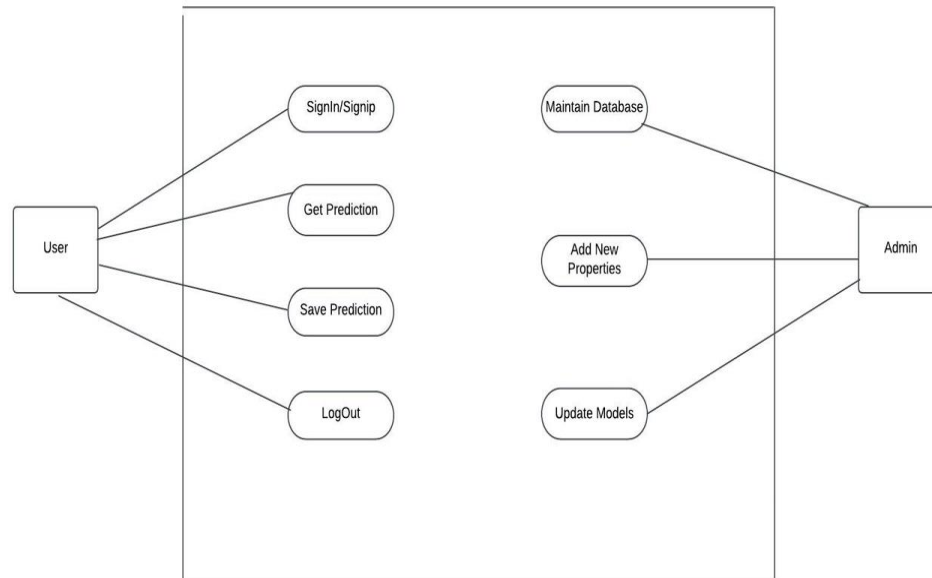 SignIn/Signip
Maintain Database
Get Prediction
User
Add New
Properties
Admin
Save Prediction
LogOut
Update Models